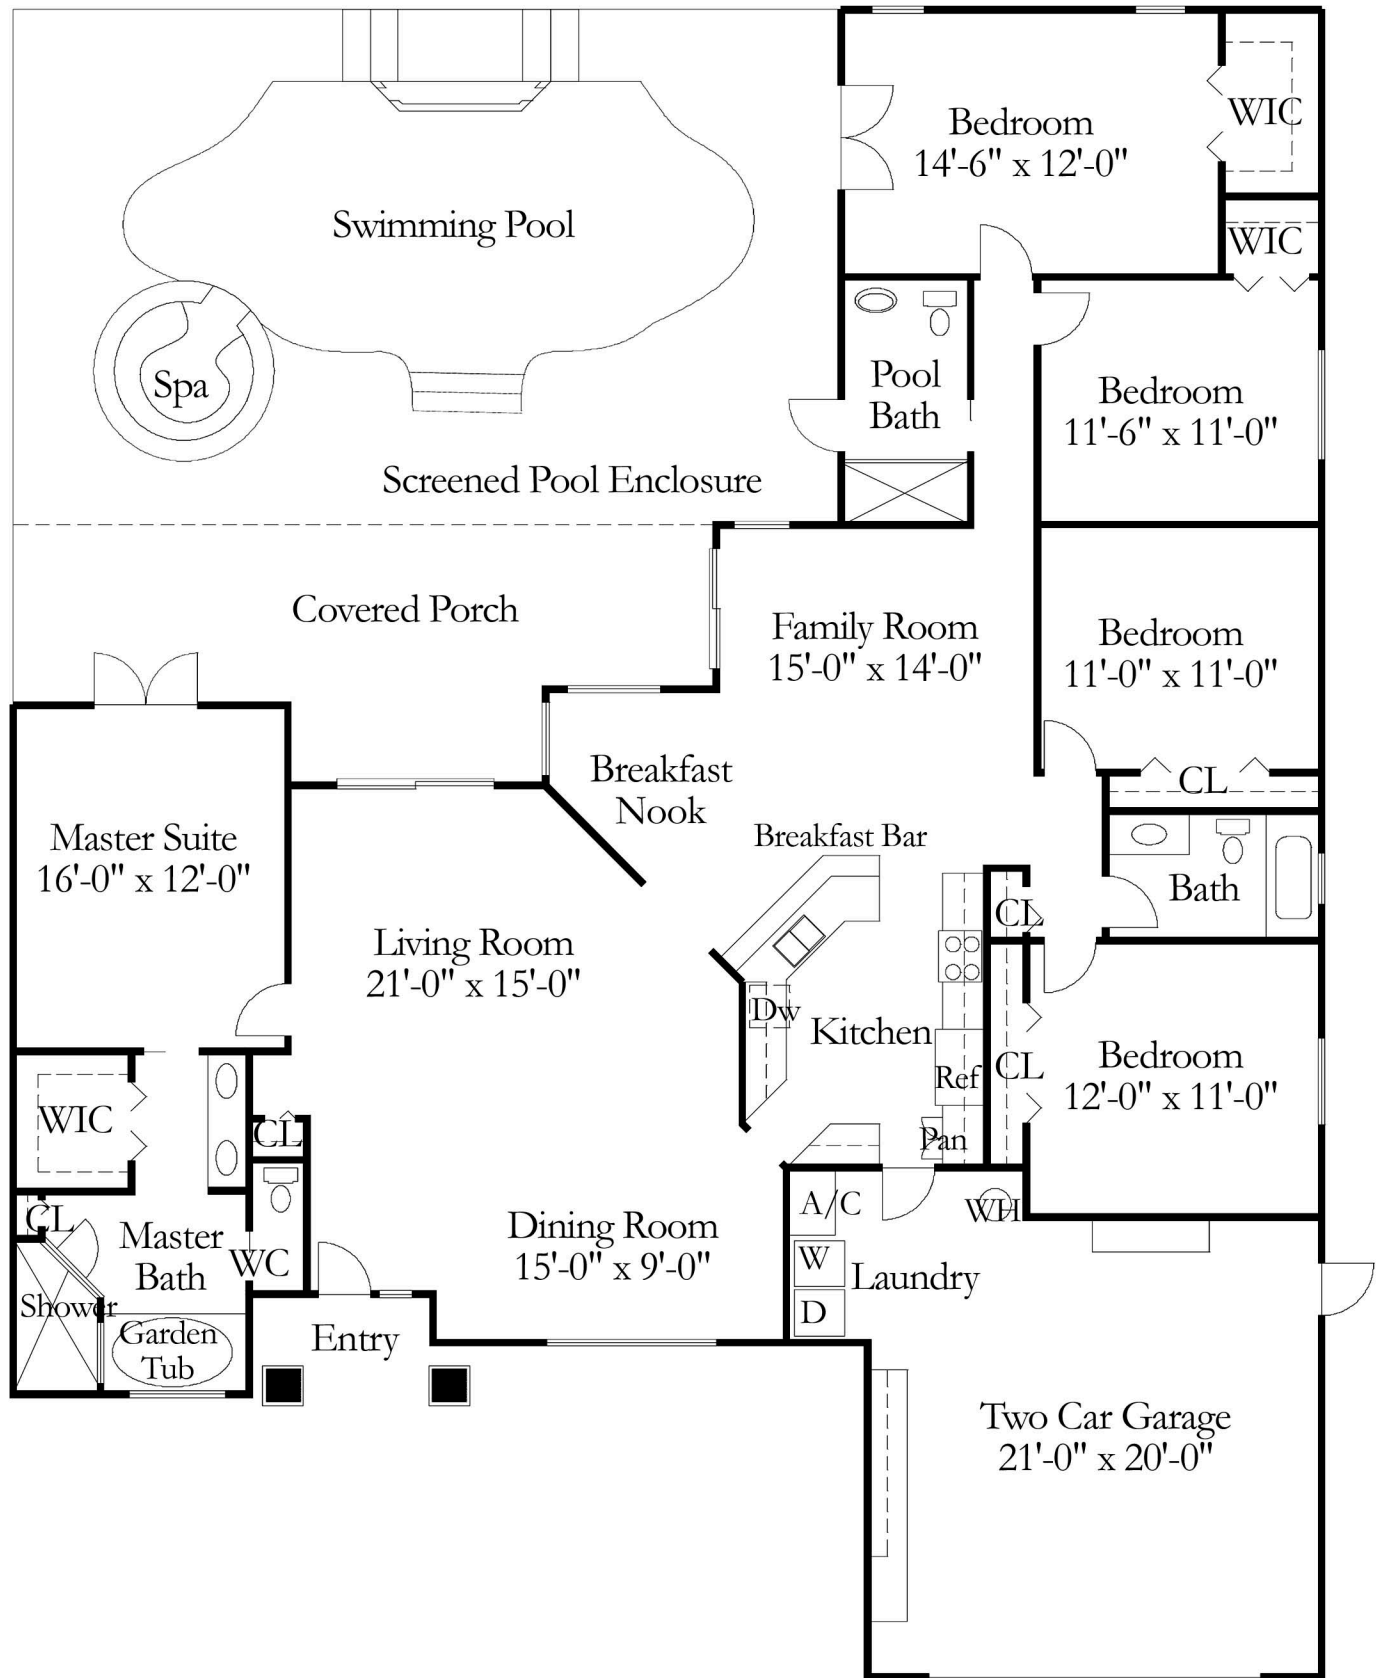 Bedroom
14'-6" x 12'-0"
WIC
WIC
Swimming Pool
Spa
Pool
Bath
Bedroom
11'-6" x 11'-0"
Screened Pool Enclosure
Covered Porch
Family Room
15'-0" x 14'-0"
Bedroom
11'-0" x 11'-0"
CL
Breakfast
Nook
Breakfast Bar
Master Suite
16'-0" x 12'-0"
Bath
CL
Living Room
21'-0" x 15'-0"
Dw
Kitchen
Ref
CL
Bedroom
12'-0" x 11'-0"
WIC
CL
Pan
CL
Master
Bath
WC
Dining Room
15'-0" x 9'-0"
A/C
WH
W
Laundry
D
Shower
Garden
Tub
Entry
Two Car Garage
21'-0" x 20'-0"